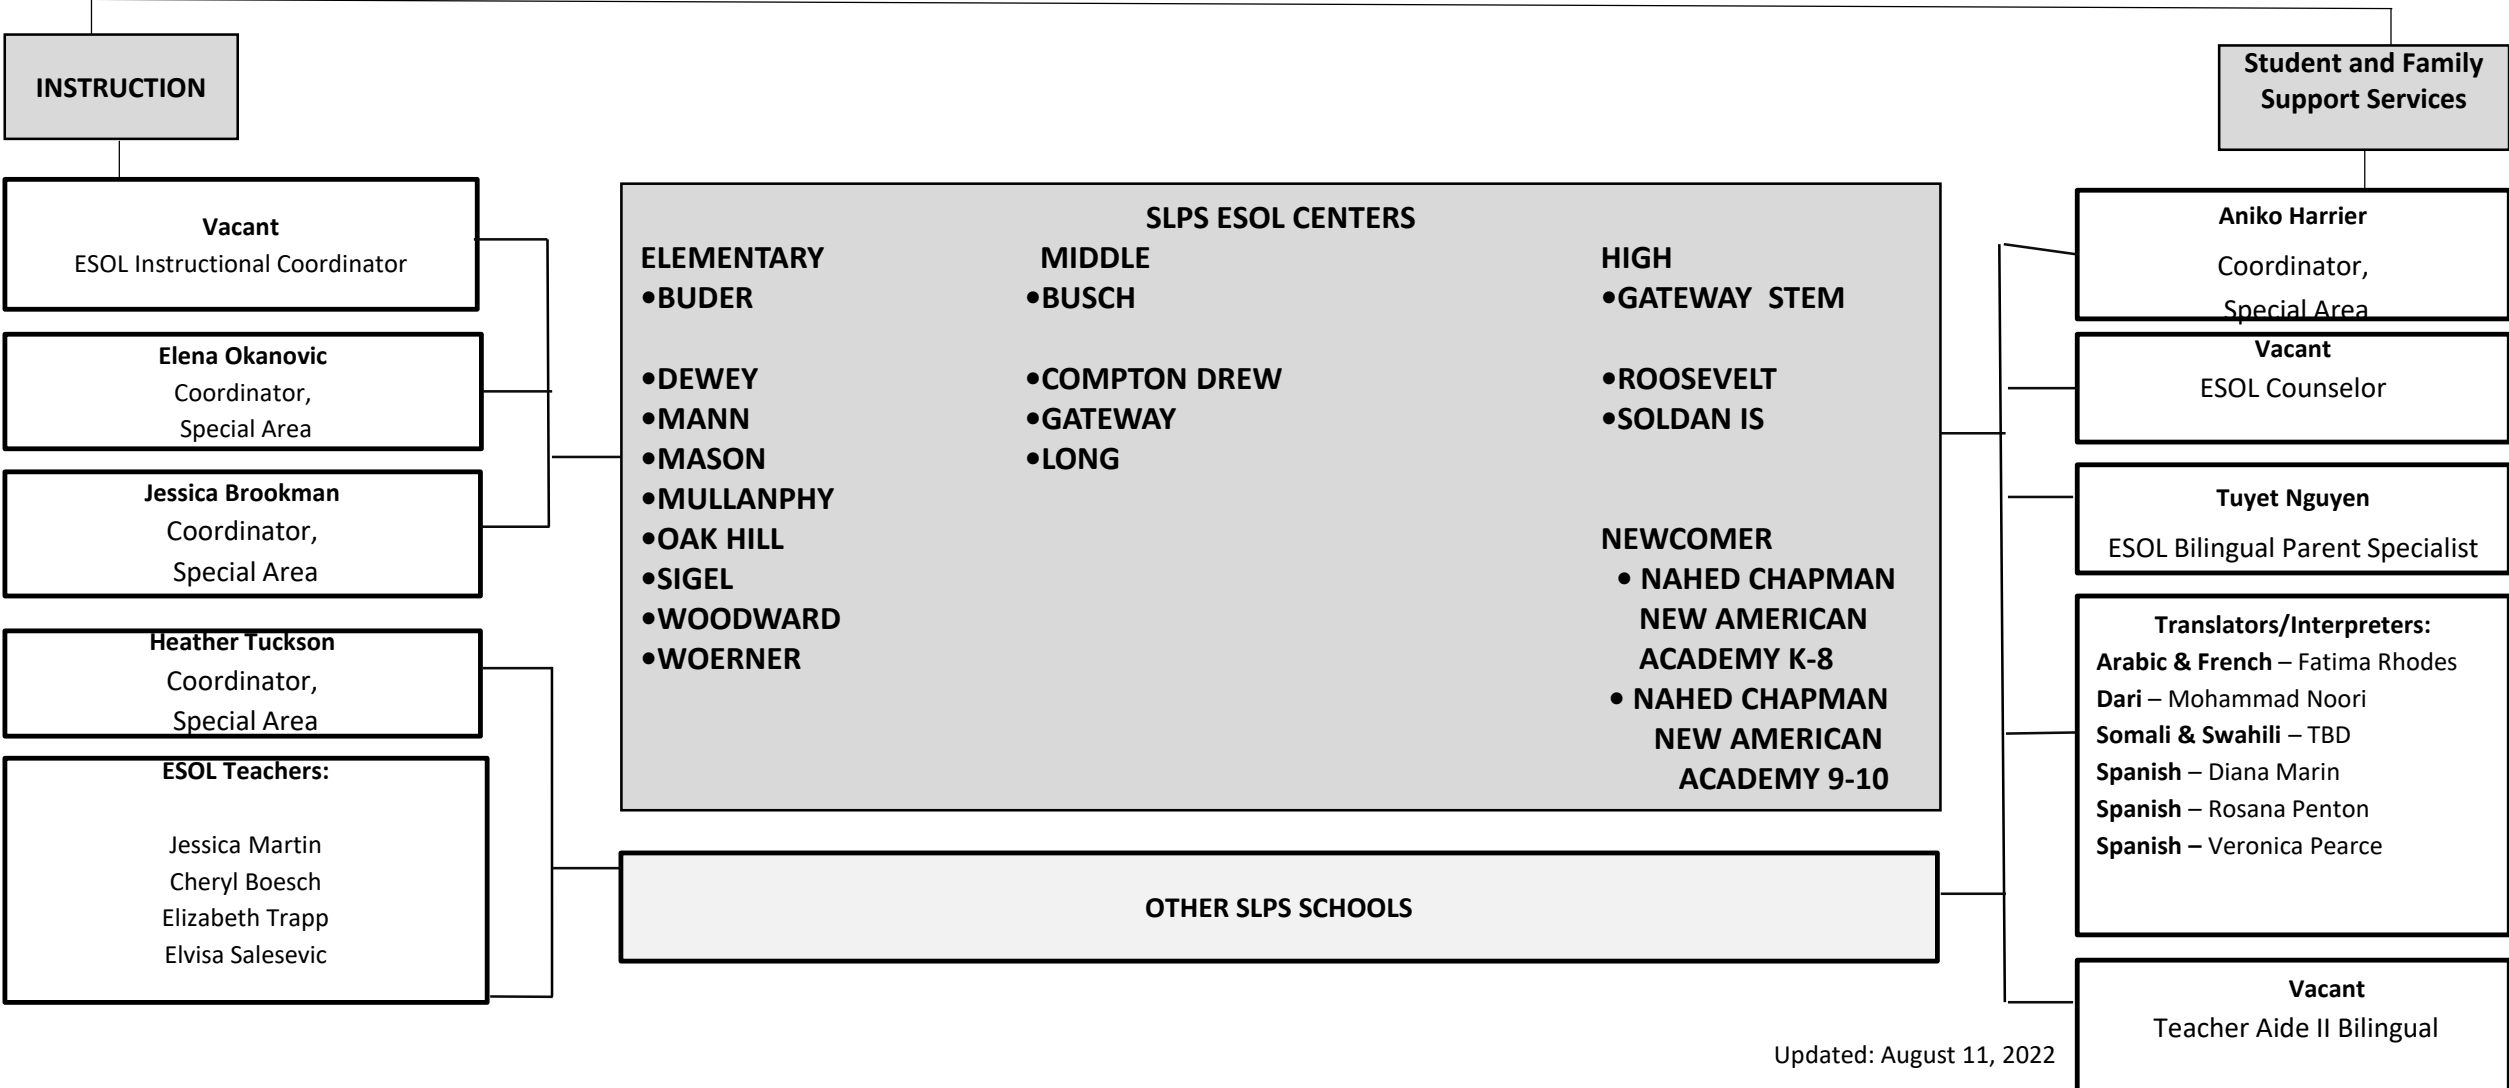 INSTRUCTION
Student and Family
Support Services
Vacant
ESOL Instructional Coordinator
Elena Okanovic
Coordinator,
Special Area
Jessica Brookman
Coordinator,
Special Area
Heather Tuckson
Coordinator,
Special Area
ESOL Teachers:
Jessica Martin
Cheryl Boesch
Elizabeth Trapp
Elvisa Salesevic
SLPS ESOL CENTERS
ELEMENTARY
•BUDER
•DEWEY
•MANN
•MASON
•MULLANPHY
•OAK HILL
•SIGEL
•WOODWARD
•WOERNER
MIDDLE
•BUSCH
•COMPTON DREW
•GATEWAY
•LONG
HIGH
•GATEWAY STEM
•ROOSEVELT
•SOLDAN IS
NEWCOMER
• NAHED CHAPMAN
NEW AMERICAN
ACADEMY K-8
• NAHED CHAPMAN
NEW AMERICAN
ACADEMY 9-10
OTHER SLPS SCHOOLS
Aniko Harrier
Coordinator,
Special Area
Vacant
ESOL Counselor
Tuyet Nguyen
ESOL Bilingual Parent Specialist
Translators/Interpreters:
Arabic & French – Fatima Rhodes
Dari – Mohammad Noori
Somali & Swahili – TBD
Spanish – Diana Marin
Spanish – Rosana Penton
Spanish – Veronica Pearce
Vacant
Teacher Aide II Bilingual
Updated: August 11, 2022